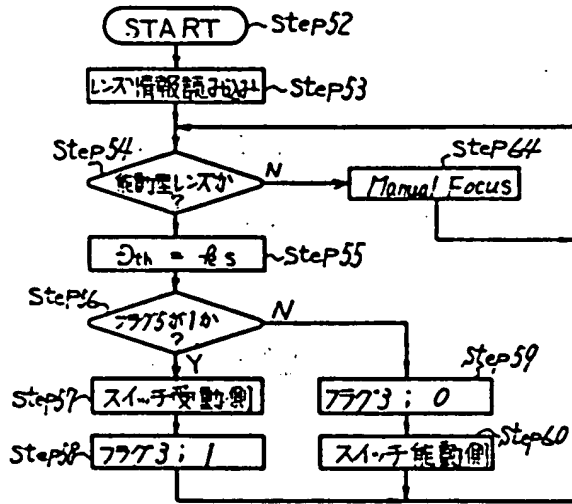 START
Step52
レンズ情報読み込み
Step53
Step54
能動型レンズか
?
N
Step64
Manual Focus
Dth = ks
Step55
Step56
フラグ5が1か
?
N
Y
Step57
スイッチ受動側
Step58
フラグ3; 1
Step59
フラグ3; 0
Step60
スイッチ能動側